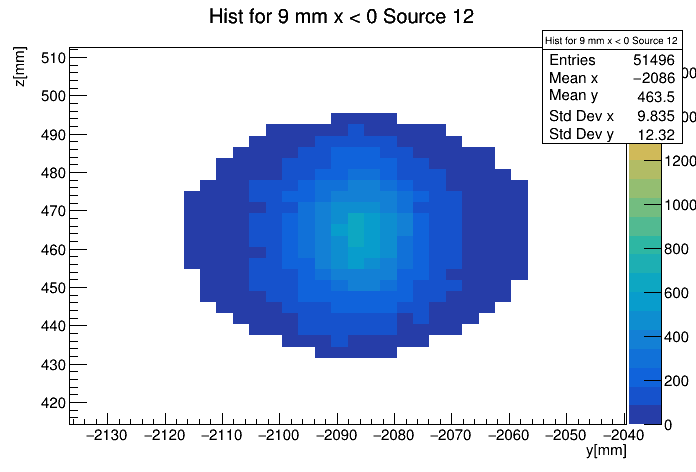 Hist for 9 mm x < 0 Source 12
Hist for 9 mm x < 0 Source 12
Entries 51496
Mean x −2086
Mean y 463.5
Std Dev x 9.835
Std Dev y 12.32
z[mm]
510
500
490
480
470
460
450
440
430
420
−2130 −2120 −2110 −2100 −2090 −2080 −2070 −2060 −2050 −2040
y[mm]
1200
1000
800
600
400
200
0